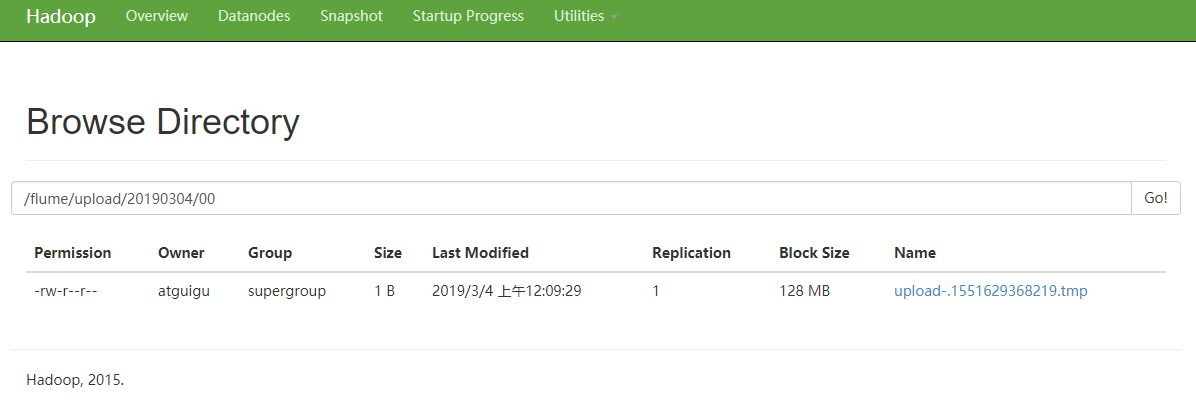 Hadoop Overview Datanodes Snapshot Startup Progress Utilities
Browse Directory
/flume/upload/20190304/00 Go!
Permission Owner Group Size Last Modified Replication Block Size Name
-rw-r--r-- atguigu supergroup 1 B 2019/3/4 上午12:09:29 1 128 MB upload-.1551629368219.tmp
Hadoop, 2015.